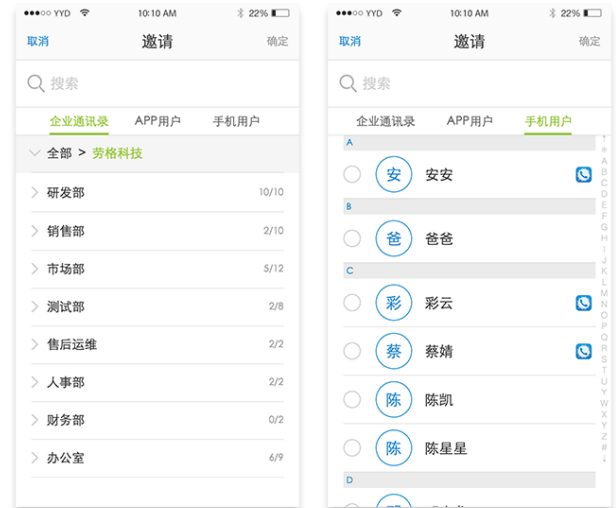 YYD 10:10 AM 22%
取消 邀请 确定
搜索
企业通讯录 APP用户 手机用户
全部 > 劳格科技
研发部 10/10
销售部 2/10
市场部 5/12
测试部 2/8
售后运维 2/2
人事部 2/2
财务部 0/2
办公室 6/9
YYD 10:10 AM 22%
取消 邀请 确定
搜索
企业通讯录 APP用户 手机用户
A
安 安安
B
爸 爸爸
C
彩 彩云
蔡 蔡婧
陈 陈凯
陈 陈星星
D
↑
*
A
B
C
D
E
F
G
H
I
J
K
L
M
N
O
P
Q
R
S
T
U
V
W
X
Y
Z
#
↓